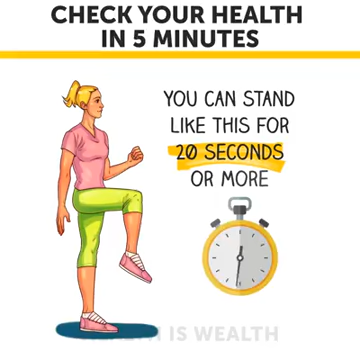 CHECK YOUR HEALTH
IN 5 MINUTES
YOU CAN STAND
LIKE THIS FOR
20 SECONDS
OR MORE
IS WEALTH